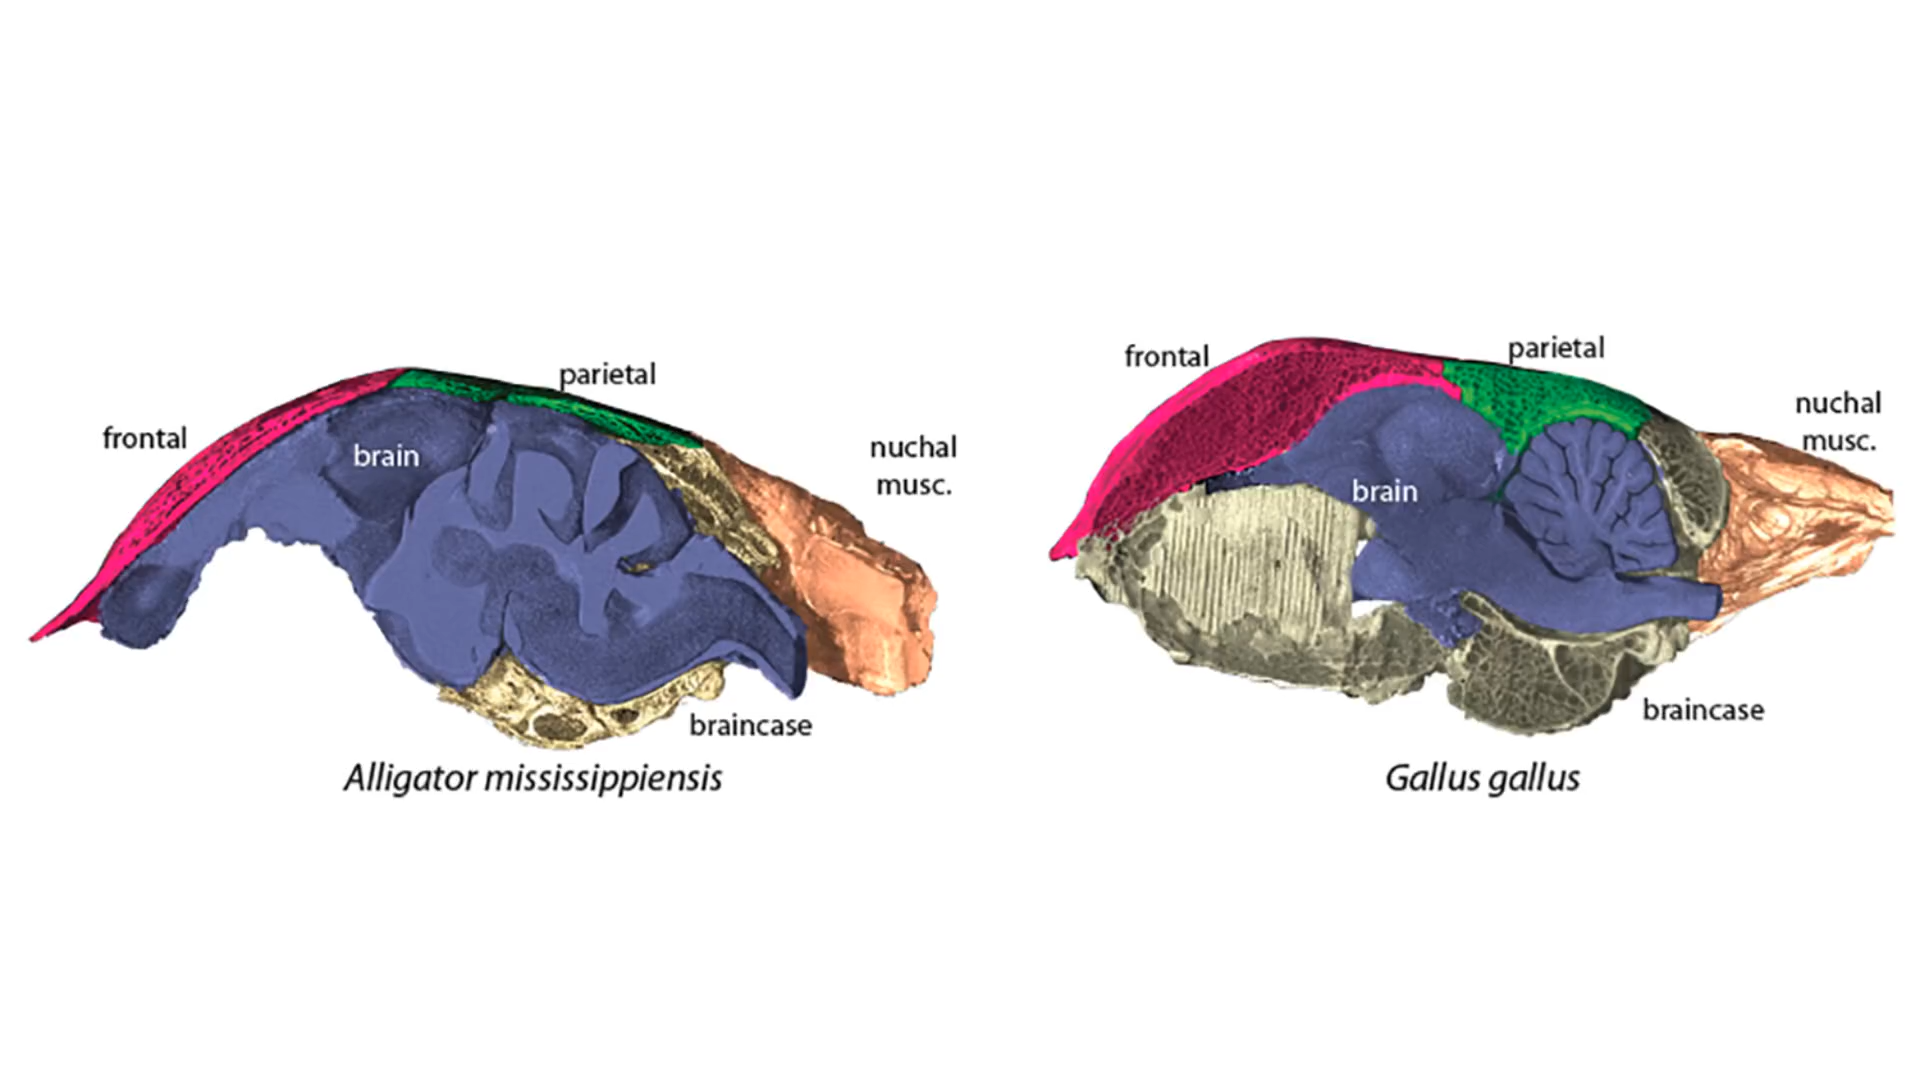 frontal
parietal
brain
nuchal
musc.
braincase
Alligator mississippiensis
frontal
parietal
nuchal
musc.
brain
braincase
Gallus gallus